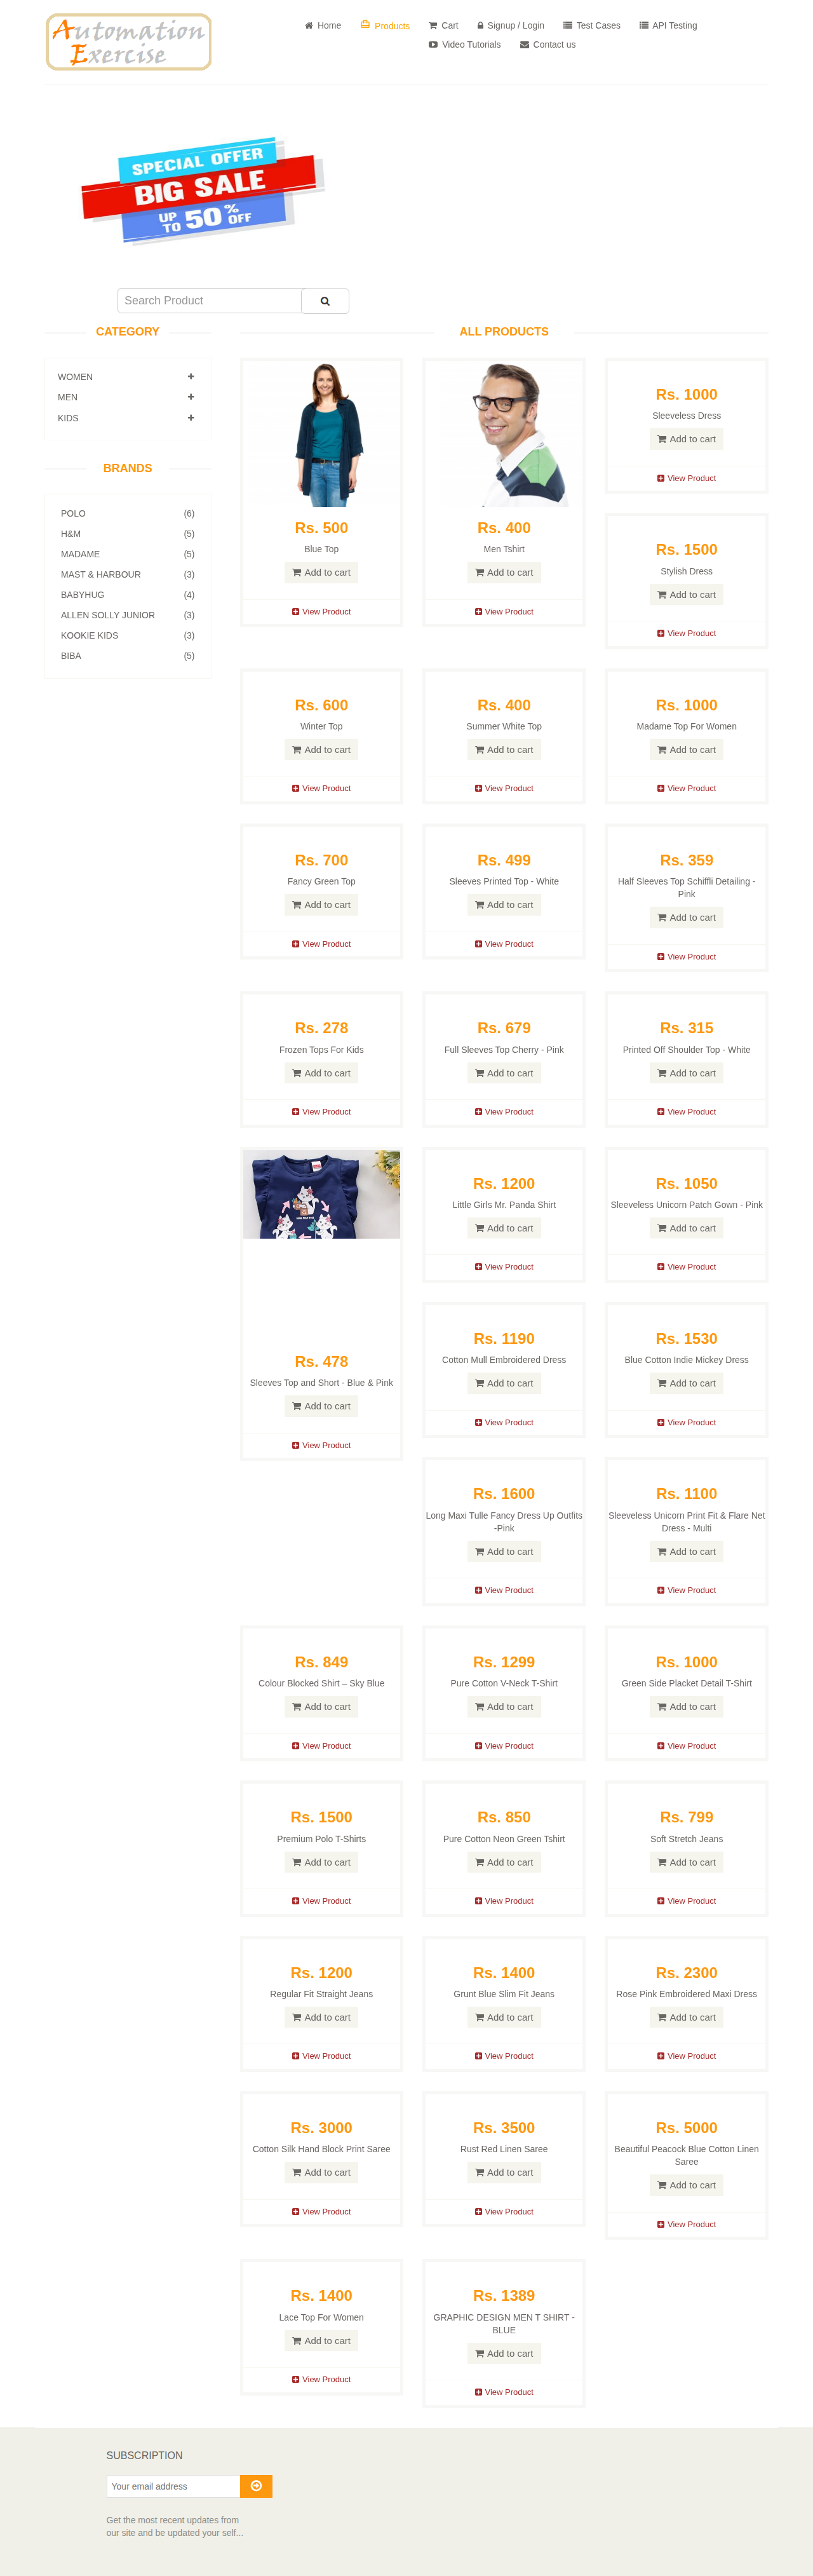 Automation
Exercise
Home
Products
Cart
Signup / Login
Test Cases
API Testing
Video Tutorials
Contact us
SPECIAL OFFER
BIG SALE
UP TO 50% OFF
Search Product
CATEGORY
WOMEN
MEN
KIDS
BRANDS
POLO (6)
H&M (5)
MADAME (5)
MAST & HARBOUR (3)
BABYHUG (4)
ALLEN SOLLY JUNIOR (3)
KOOKIE KIDS (3)
BIBA (5)
ALL PRODUCTS
Rs. 500
Blue Top
Add to cart
View Product
Rs. 400
Men Tshirt
Add to cart
View Product
Rs. 1000
Sleeveless Dress
Add to cart
View Product
Rs. 1500
Stylish Dress
Add to cart
View Product
Rs. 600
Winter Top
Add to cart
View Product
Rs. 400
Summer White Top
Add to cart
View Product
Rs. 1000
Madame Top For Women
Add to cart
View Product
Rs. 700
Fancy Green Top
Add to cart
View Product
Rs. 499
Sleeves Printed Top - White
Add to cart
View Product
Rs. 359
Half Sleeves Top Schiffli Detailing -
Pink
Add to cart
View Product
Rs. 278
Frozen Tops For Kids
Add to cart
View Product
Rs. 679
Full Sleeves Top Cherry - Pink
Add to cart
View Product
Rs. 315
Printed Off Shoulder Top - White
Add to cart
View Product
Rs. 478
Sleeves Top and Short - Blue & Pink
Add to cart
View Product
Rs. 1200
Little Girls Mr. Panda Shirt
Add to cart
View Product
Rs. 1050
Sleeveless Unicorn Patch Gown - Pink
Add to cart
View Product
Rs. 1190
Cotton Mull Embroidered Dress
Add to cart
View Product
Rs. 1530
Blue Cotton Indie Mickey Dress
Add to cart
View Product
Rs. 1600
Long Maxi Tulle Fancy Dress Up Outfits
-Pink
Add to cart
View Product
Rs. 1100
Sleeveless Unicorn Print Fit & Flare Net
Dress - Multi
Add to cart
View Product
Rs. 849
Colour Blocked Shirt – Sky Blue
Add to cart
View Product
Rs. 1299
Pure Cotton V-Neck T-Shirt
Add to cart
View Product
Rs. 1000
Green Side Placket Detail T-Shirt
Add to cart
View Product
Rs. 1500
Premium Polo T-Shirts
Add to cart
View Product
Rs. 850
Pure Cotton Neon Green Tshirt
Add to cart
View Product
Rs. 799
Soft Stretch Jeans
Add to cart
View Product
Rs. 1200
Regular Fit Straight Jeans
Add to cart
View Product
Rs. 1400
Grunt Blue Slim Fit Jeans
Add to cart
View Product
Rs. 2300
Rose Pink Embroidered Maxi Dress
Add to cart
View Product
Rs. 3000
Cotton Silk Hand Block Print Saree
Add to cart
View Product
Rs. 3500
Rust Red Linen Saree
Add to cart
View Product
Rs. 5000
Beautiful Peacock Blue Cotton Linen
Saree
Add to cart
View Product
Rs. 1400
Lace Top For Women
Add to cart
View Product
Rs. 1389
GRAPHIC DESIGN MEN T SHIRT -
BLUE
Add to cart
View Product
SUBSCRIPTION
Your email address
Get the most recent updates from
our site and be updated your self...